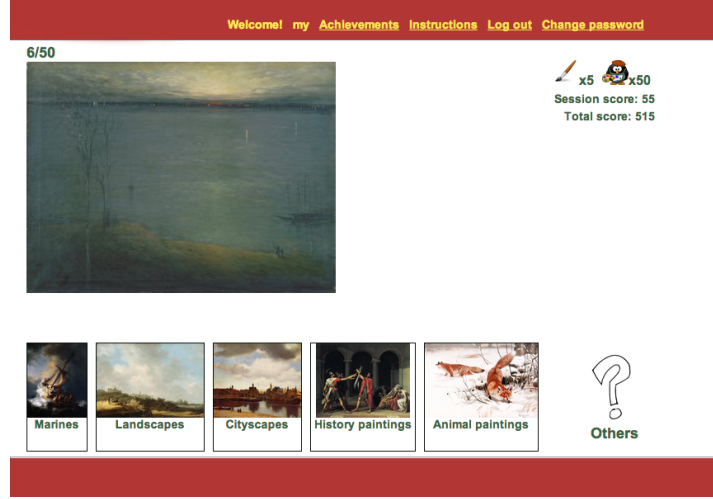 Welcome! my Achievements Instructions Log out Change password
6/50
x5 x50
Session score: 55
Total score: 515
Marines
Landscapes
Cityscapes
History paintings
Animal paintings
Others